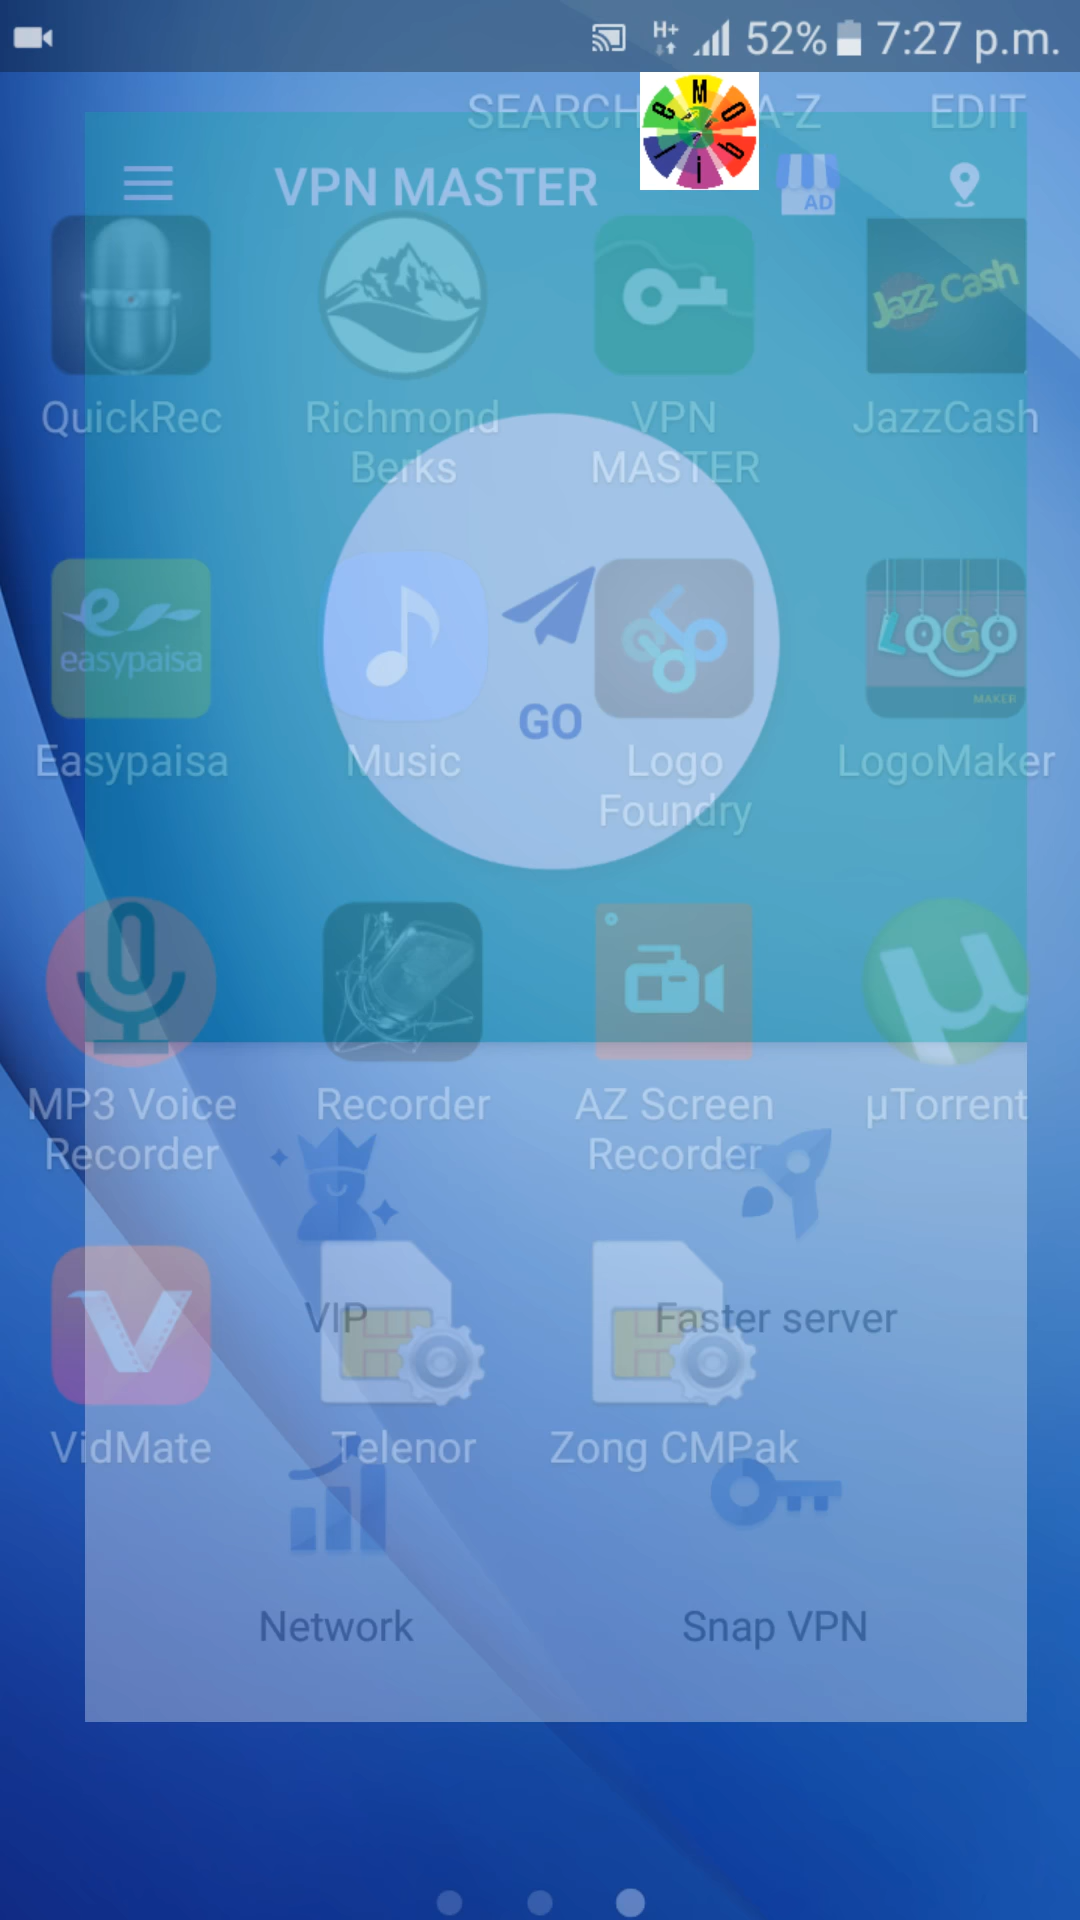 H+ 52% 7:27 p.m.
SEARCH A-Z EDIT
eMobil
VPN MASTER
AD
Jazz Cash
QuickRec
Richmond
Berks
VPN
MASTER
JazzCash
easypaisa
LOGO
MAKER
GO
Easypaisa
Music
Logo
Foundry
LogoMaker
µ
MP3 Voice
Recorder
Recorder
AZ Screen
Recorder
µTorrent
VIP
Faster server
VidMate
Telenor
Zong CMPak
Network
Snap VPN